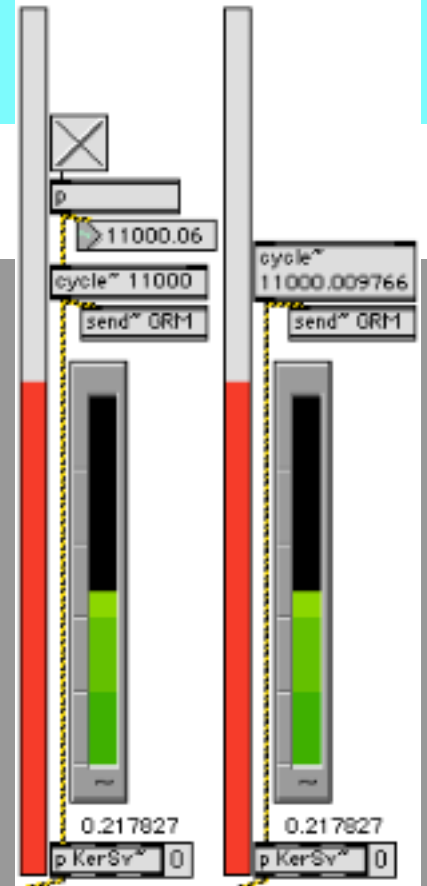 p
11000.06
cycle~ 11000
send~ GRM
0.217827
p KerSv~ 0
cycle~
11000.009766
send~ GRM
~
~
0.217827
p KerSv~ 0